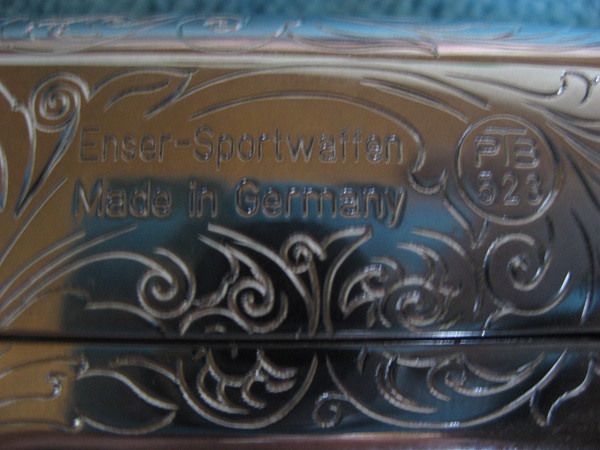 Enser-Sportwaffen
Made in Germany
PTB
523